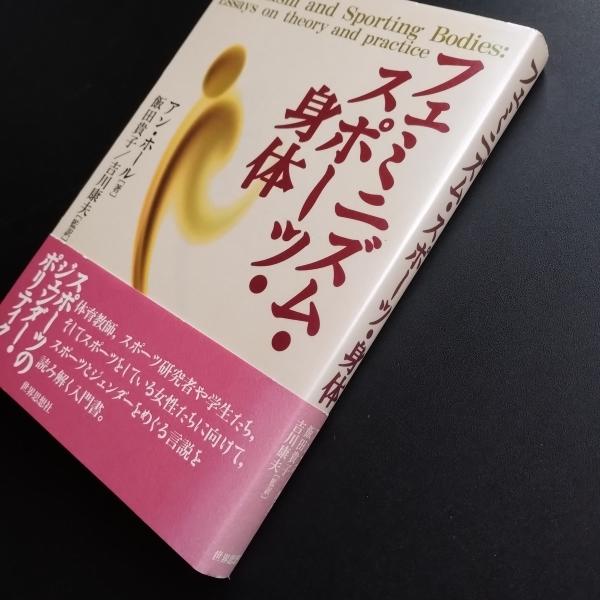 and Sporting Bodies:
Essays on theory and practice
フェミニズム・
スポーツ・
身体
アン・ホール[著]
飯田貴子/吉川康夫[監訳]
スポーツの
ジェンダー・
ポリティク
体育教師，スポーツ研究者や学生たち，
そしてスポーツをしている女性たちに向けて，
スポーツとジェンダーをめぐる言説を
読み解く入門書。
世界思想社
フェミニズム・スポーツ・身体
飯田貴子
吉川康夫[監訳]
世界思